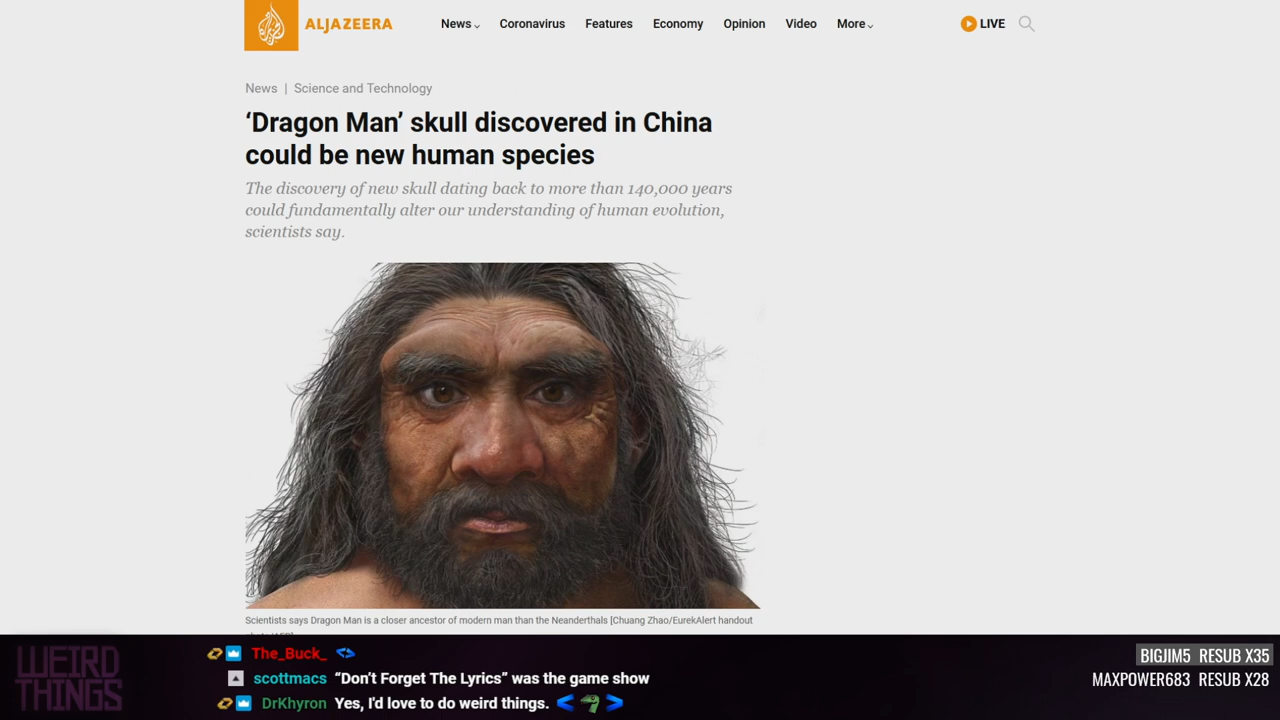 ALJAZEERA
News Coronavirus Features Economy Opinion Video More LIVE
News | Science and Technology
‘Dragon Man’ skull discovered in China
could be new human species
The discovery of new skull dating back to more than 140,000 years
could fundamentally alter our understanding of human evolution,
scientists say.
Scientists says Dragon Man is a closer ancestor of modern man than the Neanderthals [Chuang Zhao/EurekAlert handout
WEIRD
THINGS
The_Buck_
scottmacs “Don’t Forget The Lyrics” was the game show
DrKhyron Yes, I'd love to do weird things.
BIGJIM5 RESUB X35
MAXPOWER683 RESUB X28